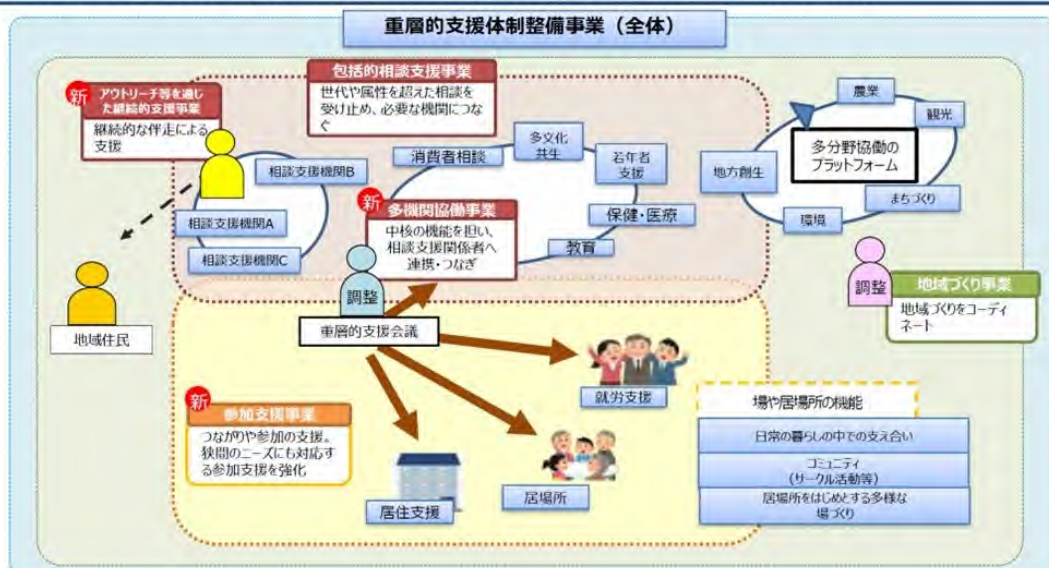 重層的支援体制整備事業（全体）
新
アウトリーチ等を通じ
た継続的支援事業
継続的な伴走による
支援
包括的相談支援事業
世代や属性を超えた相談を
受け止め、必要な機関につな
ぐ
相談支援機関B
相談支援機関A
相談支援機関C
消費者相談
多文化
共生
若年者
支援
保健・医療
教育
新
多機関協働事業
中核の機能を担い、
相談支援関係者へ
連携・つなぎ
調整
重層的支援会議
農業
観光
多分野協働の
プラットフォーム
地方創生
まちづくり
環境
調整
地域づくり事業
地域づくりをコーディ
ネート
地域住民
新
参加支援事業
つながりや参加の支援。
狭間のニーズにも対応す
る参加支援を強化
就労支援
居場所
居住支援
場や居場所の機能
日常の暮らしの中での支え合い
コミュニティ
（サークル活動等）
居場所をはじめとする多様な
場づくり